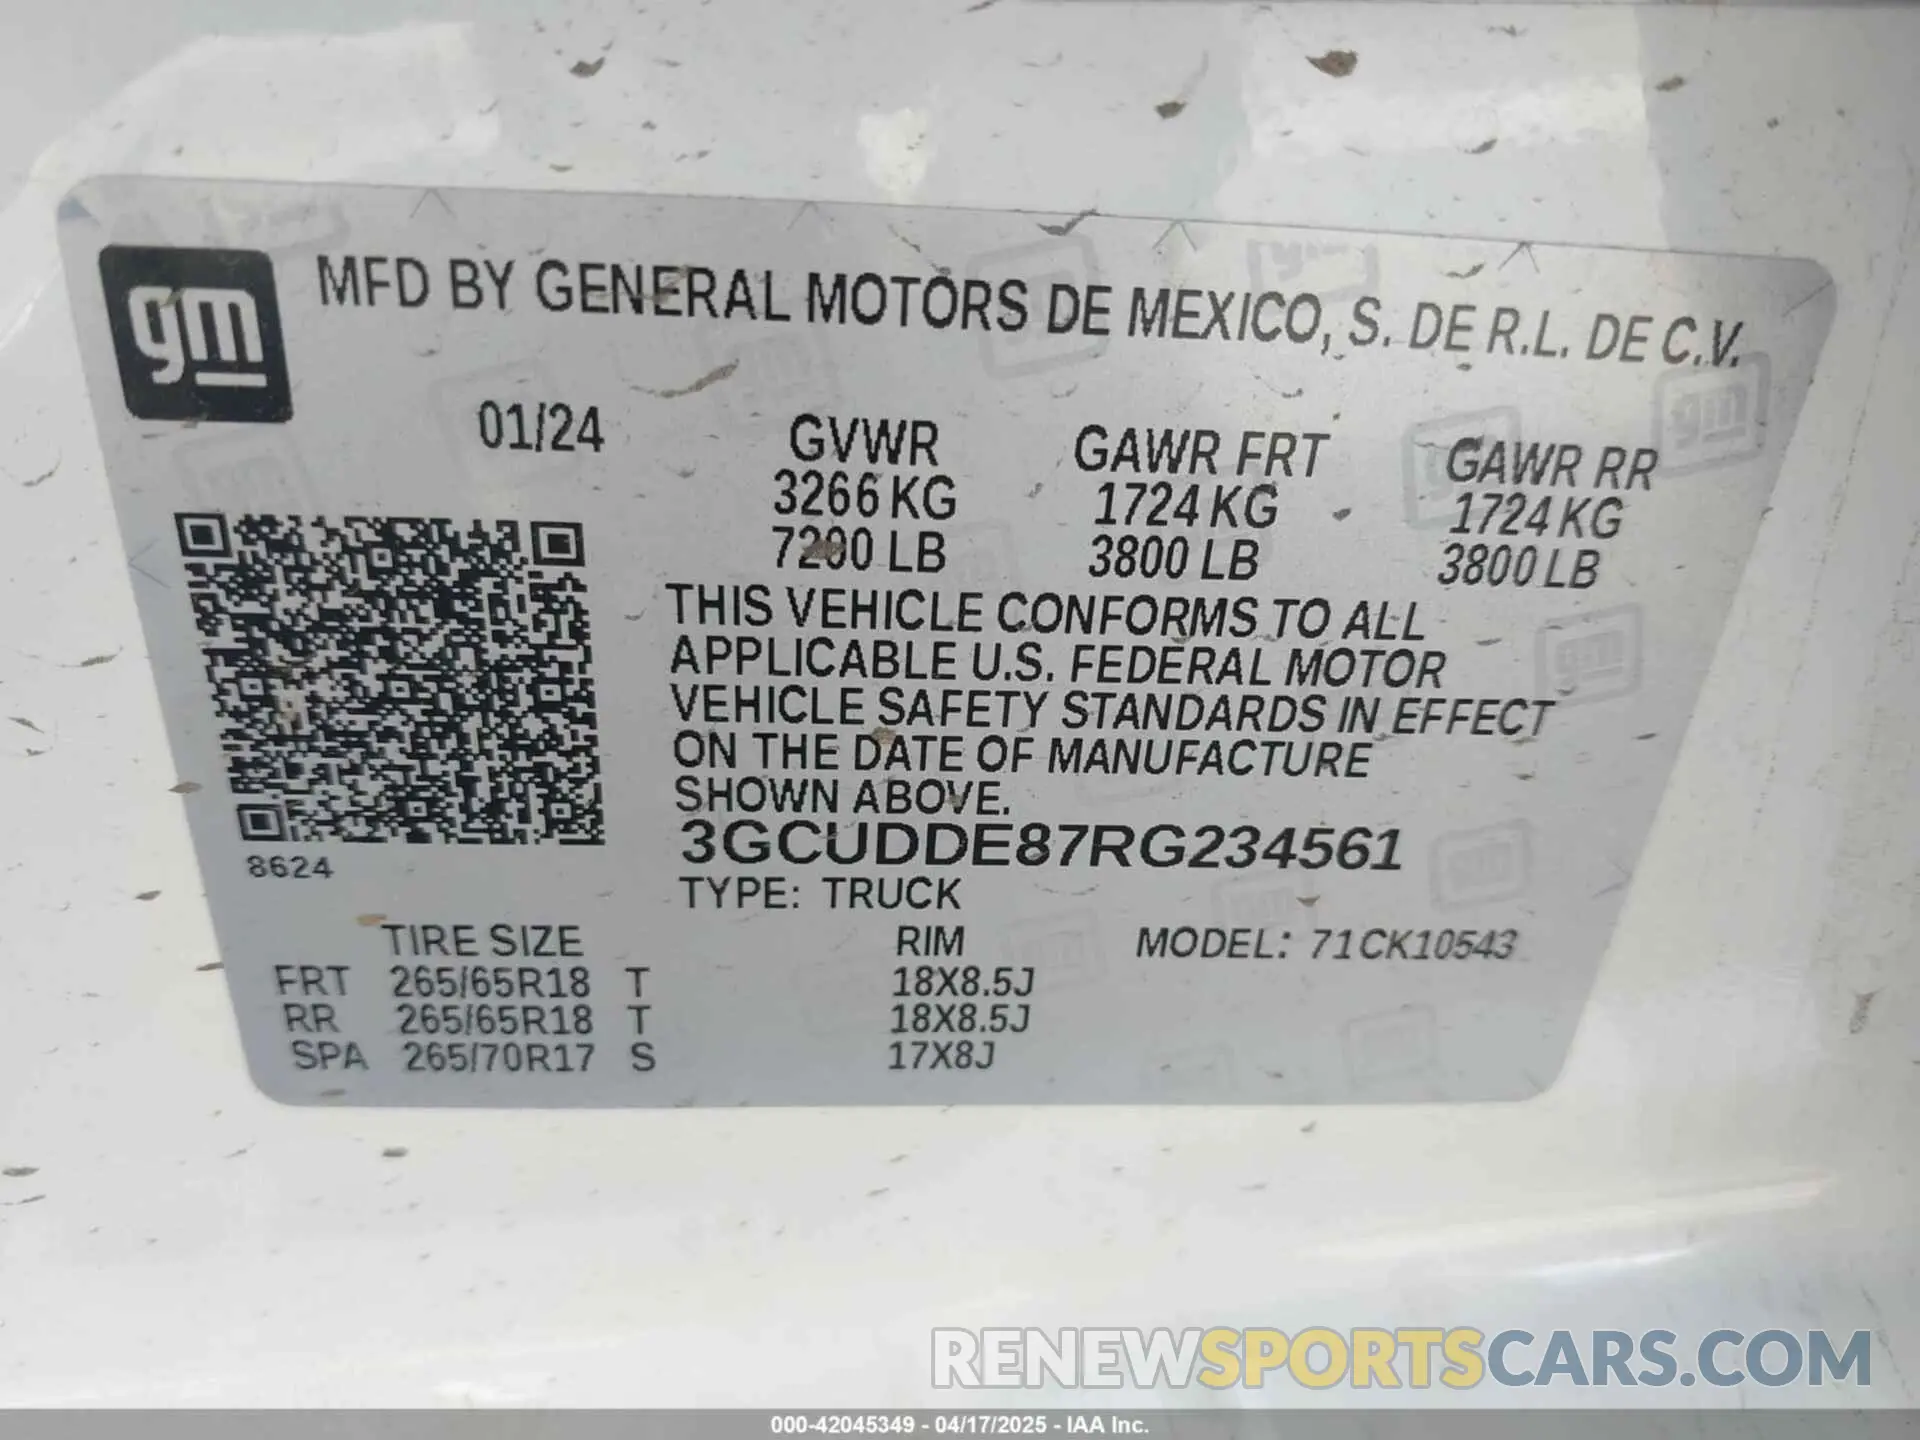 gm MFD BY GENERAL MOTORS DE MEXICO, S. DE R.L. DE C.V.
01/24 GVWR GAWR FRT GAWR RR
3266 KG 1724 KG 1724 KG
7200 LB 3800 LB 3800 LB
THIS VEHICLE CONFORMS TO ALL
APPLICABLE U.S. FEDERAL MOTOR
VEHICLE SAFETY STANDARDS IN EFFECT
ON THE DATE OF MANUFACTURE
SHOWN ABOVE.
3GCUDDE87RG234561
8624
TYPE: TRUCK
TIRE SIZE RIM MODEL: 71CK10543
FRT 265/65R18 T 18X8.5J
RR 265/65R18 T 18X8.5J
SPA 265/70R17 S 17X8J
RENEWSPORTSCARS.COM
000-42045349 - 04/17/2025 - IAA Inc.